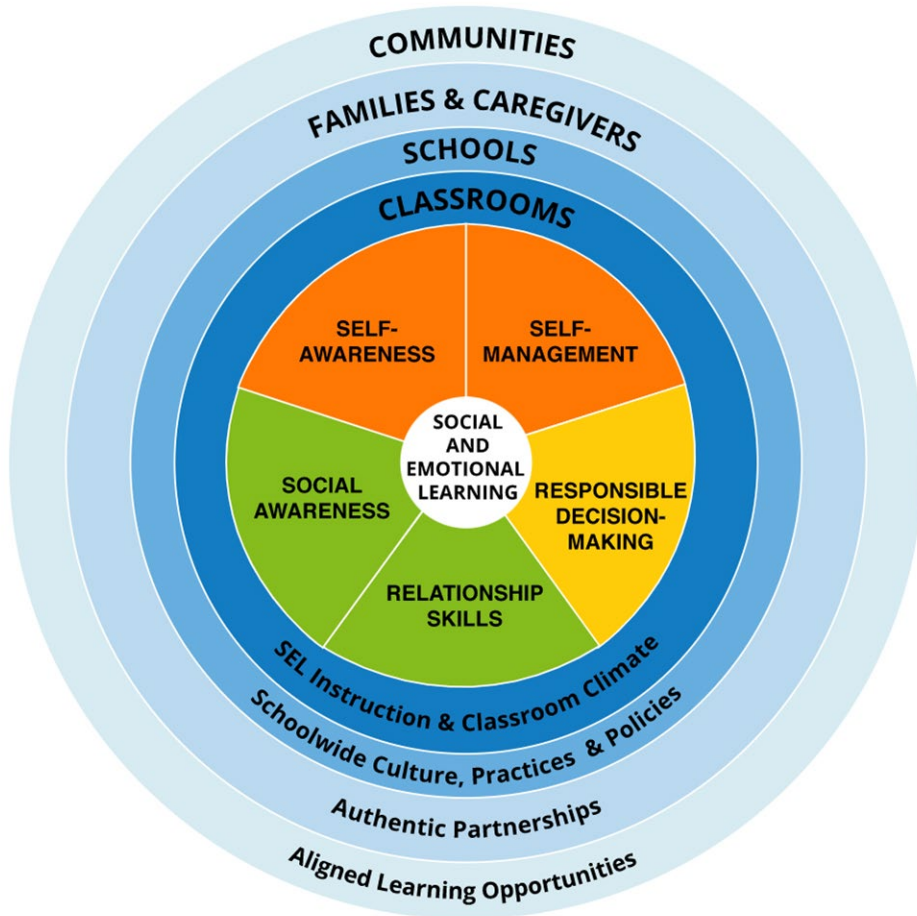 COMMUNITIES
FAMILIES & CAREGIVERS
SCHOOLS
CLASSROOMS
SELF-
AWARENESS
SELF-
MANAGEMENT
SOCIAL
AND
EMOTIONAL
LEARNING
SOCIAL
AWARENESS
RESPONSIBLE
DECISION-
MAKING
RELATIONSHIP
SKILLS
SEL Instruction & Classroom Climate
Schoolwide Culture, Practices & Policies
Authentic Partnerships
Aligned Learning Opportunities